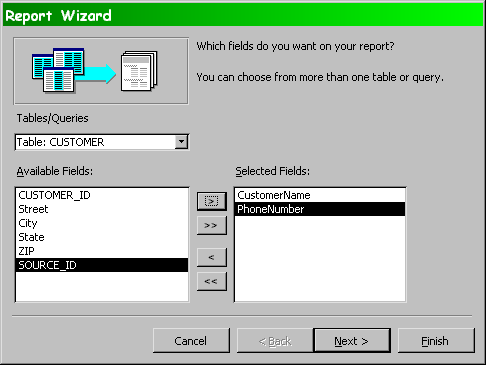 Report Wizard
Which fields do you want on your report?
You can choose from more than one table or query.
Tables/Queries
Table: CUSTOMER
Available Fields:
CUSTOMER_ID
Street
City
State
ZIP
SOURCE_ID
>
>>
<
<<
Selected Fields:
CustomerName
PhoneNumber
Cancel
< Back
Next >
Finish